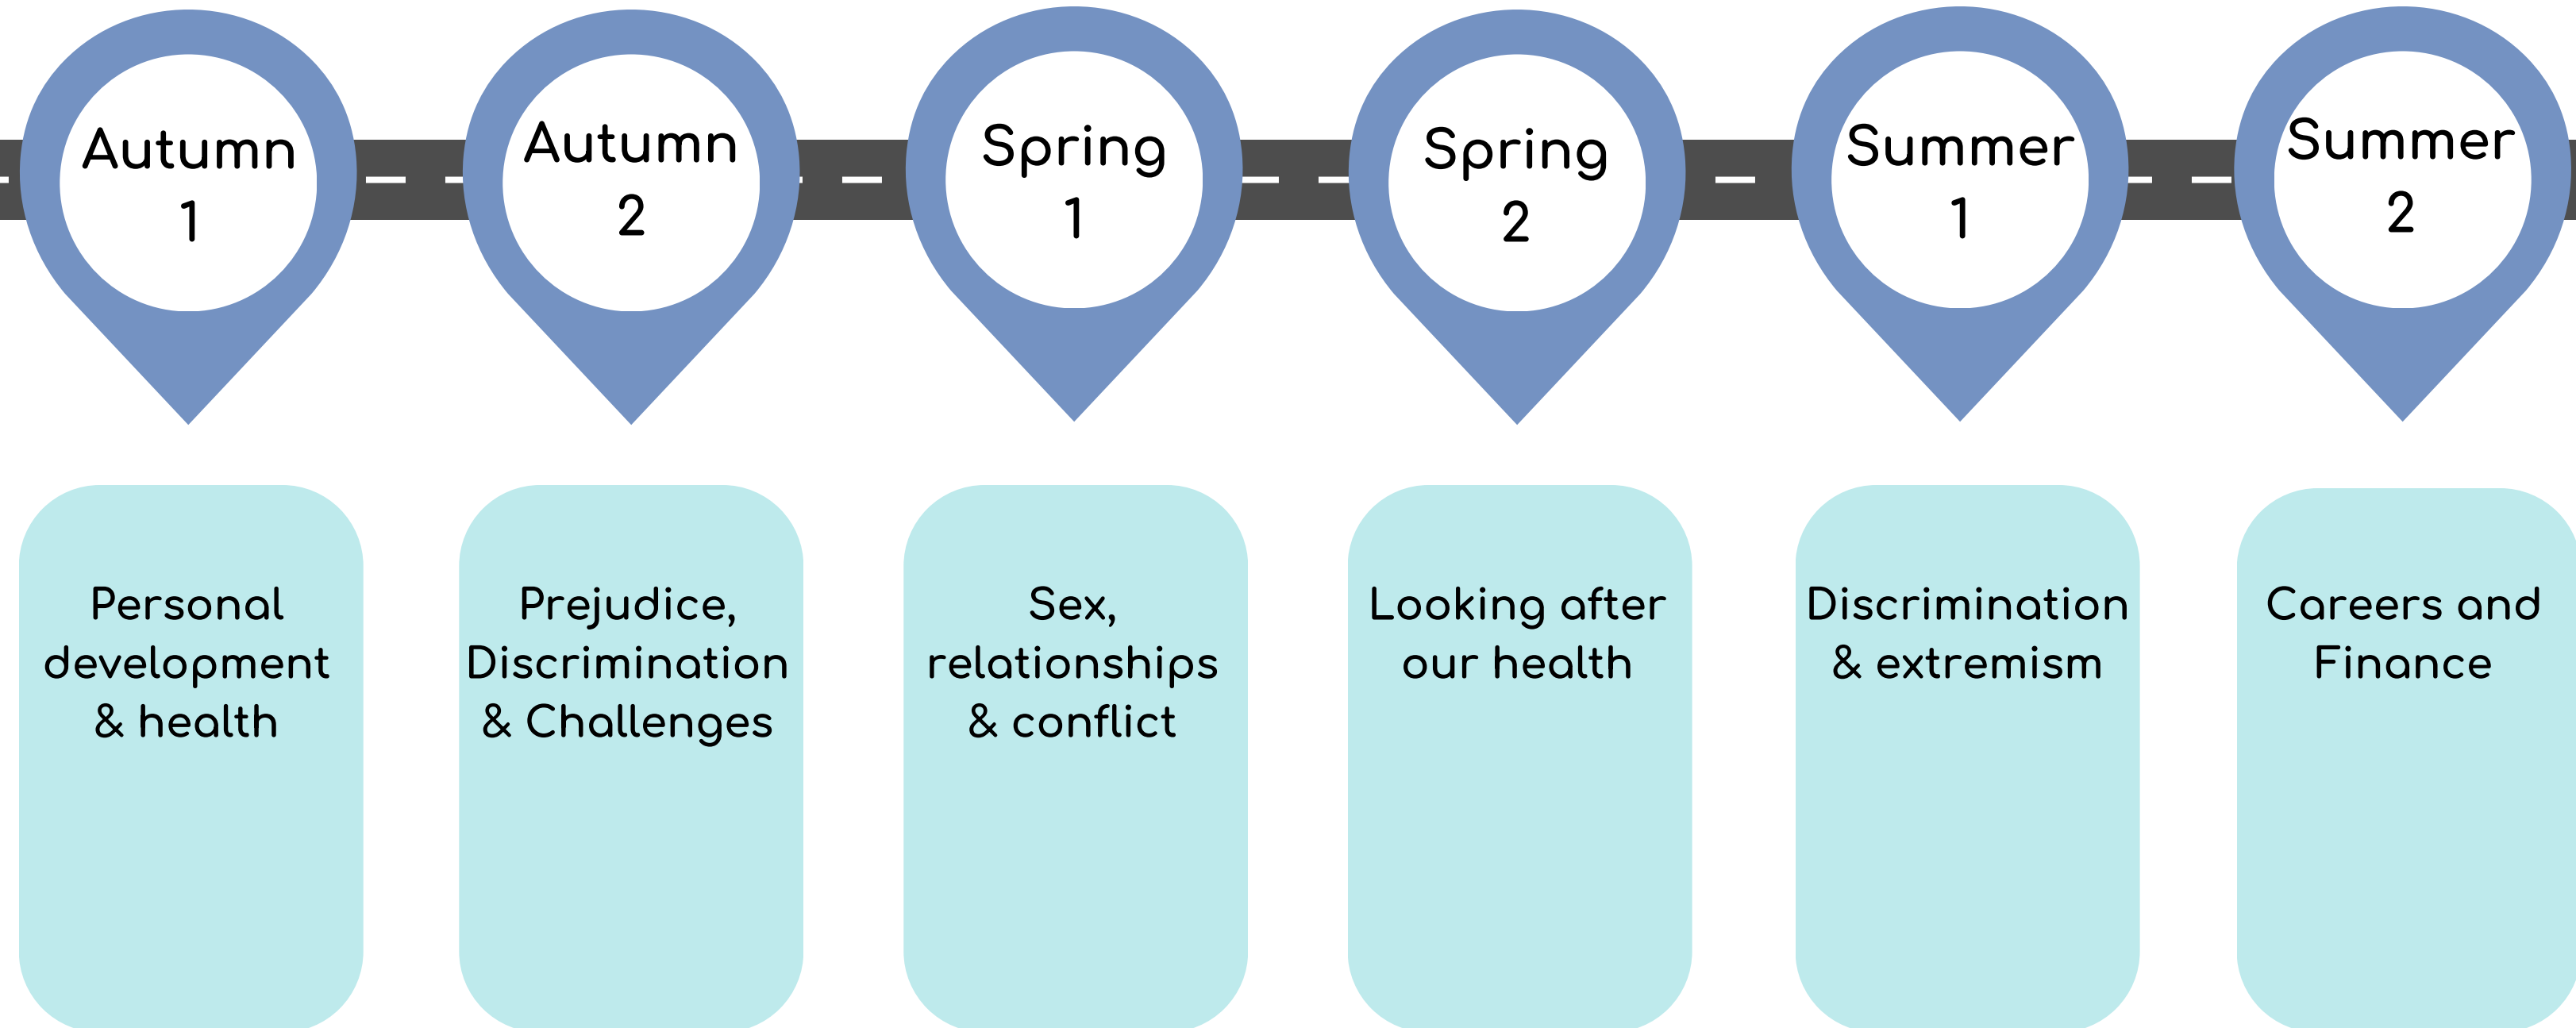 Autumn
1
Autumn
2
Spring
1
Spring
2
Summer
1
Summer
2
Personal
development
& health
Prejudice,
Discrimination
& Challenges
Sex,
relationships
& conflict
Looking after
our health
Discrimination
& extremism
Careers and
Finance